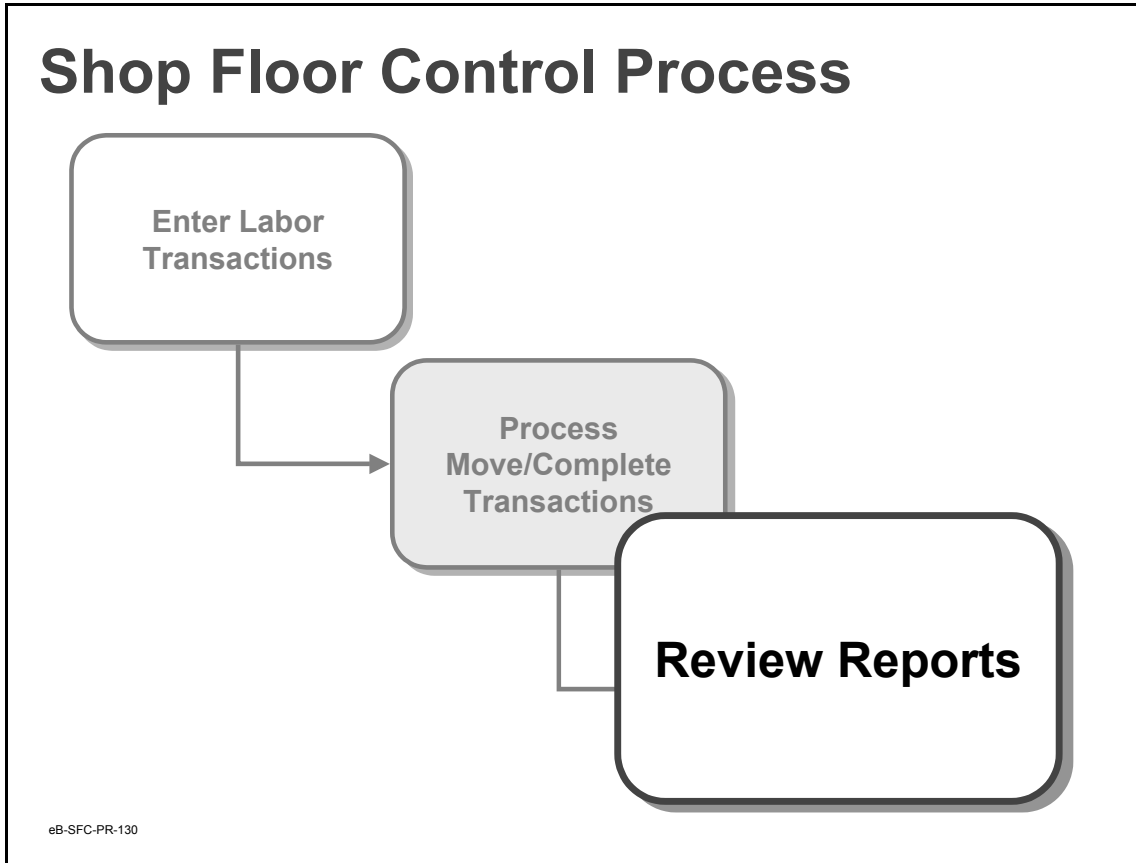 Shop Floor Control Process
Enter Labor
Transactions
Process
Move/Complete
Transactions
Review Reports
eB-SFC-PR-130